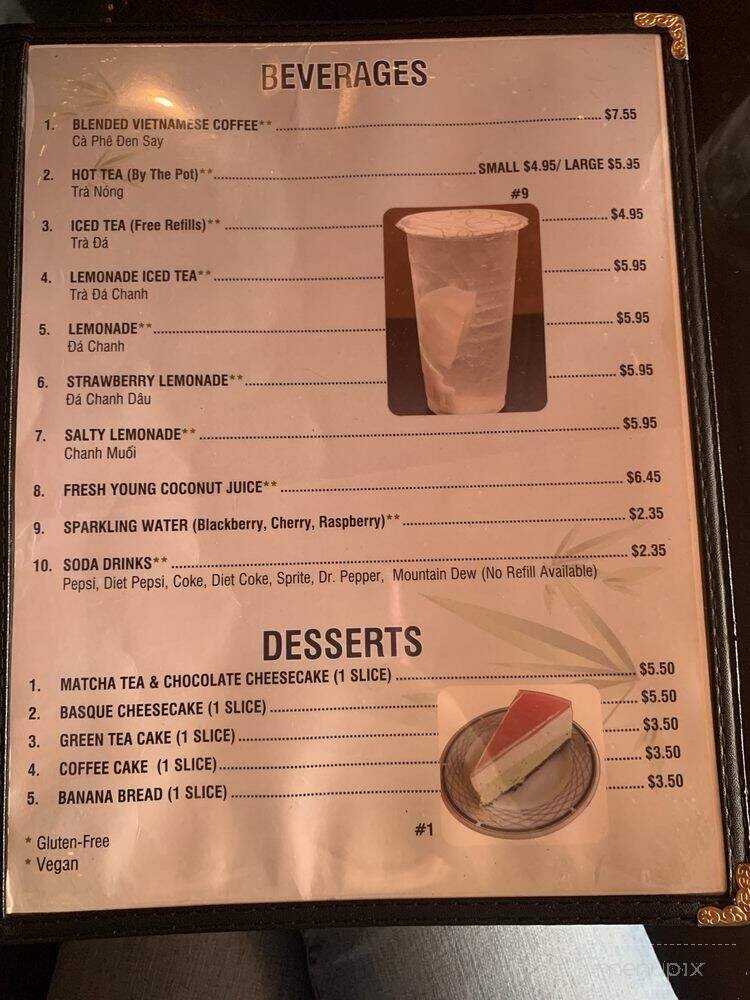 BEVERAGES
1. BLENDED VIETNAMESE COFFEE** $7.55
Cà Phê Đen Say
2. HOT TEA (By The Pot)** SMALL $4.95/ LARGE $5.95
Trà Nóng
#9
3. ICED TEA (Free Refills)** $4.95
Trà Đá
4. LEMONADE ICED TEA** $5.95
Trà Đá Chanh
5. LEMONADE** $5.95
Đá Chanh
6. STRAWBERRY LEMONADE** $5.95
Đá Chanh Dâu
7. SALTY LEMONADE** $5.95
Chanh Muối
8. FRESH YOUNG COCONUT JUICE** $6.45
9. SPARKLING WATER (Blackberry, Cherry, Raspberry)** $2.35
10. SODA DRINKS** $2.35
Pepsi, Diet Pepsi, Coke, Diet Coke, Sprite, Dr. Pepper, Mountain Dew (No Refill Available)
DESSERTS
1. MATCHA TEA & CHOCOLATE CHEESECAKE (1 SLICE) $5.50
2. BASQUE CHEESECAKE (1 SLICE) $5.50
3. GREEN TEA CAKE (1 SLICE) $3.50
4. COFFEE CAKE (1 SLICE) $3.50
5. BANANA BREAD (1 SLICE) $3.50
#1
* Gluten-Free
* Vegan
menupix